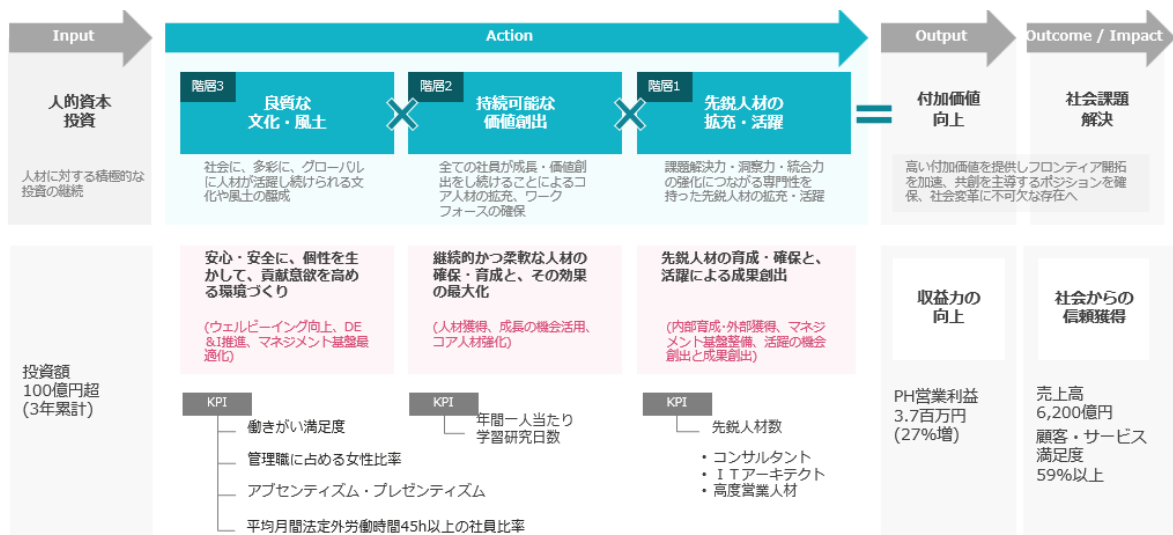 Input
Action
Output
Outcome / Impact
人的資本
投資
人材に対する積極的な
投資の継続
階層3
良質な
文化・風土
社会に、多彩に、グローバル
に人材が活躍し続けられる文
化や風土の醸成
階層2
持続可能な
価値創出
全ての社員が成長・価値創
出をし続けることによるコ
ア人材の拡充、ワーク
フォースの確保
階層1
先鋭人材の
拡充・活躍
課題解決力・洞察力・統合力
の強化につながる専門性を
持った先鋭人材の拡充・活躍
付加価値
向上
社会課題
解決
高い付加価値を提供しフロンティア開拓
を加速、共創を主導するポジションを確
保、社会変革に不可欠な存在へ
投資額
100億円超
(3年累計)
安心・安全に、個性を生
かして、貢献意欲を高め
る環境づくり
(ウェルビーイング向上、DE
&I推進、マネジメント基盤最
適化)
KPI
働きがい満足度
管理職に占める女性比率
アブセンティズム・プレゼンティズム
平均月間法定外労働時間45h以上の社員比率
継続的かつ柔軟な人材の
確保・育成と、その効果
の最大化
(人材獲得、成長の機会活用、
コア人材強化)
KPI
年間一人当たり
学習研究日数
先鋭人材の育成・確保と、
活躍による成果創出
(内部育成・外部獲得、マネジ
メント基盤整備、活躍の機会
創出と成果創出)
KPI
先鋭人材数
・コンサルタント
・ＩＴアーキテクト
・高度営業人材
収益力の
向上
PH営業利益
3.7百万円
(27%増)
社会からの
信頼獲得
売上高
6,200億円
顧客・サービス
満足度
59%以上